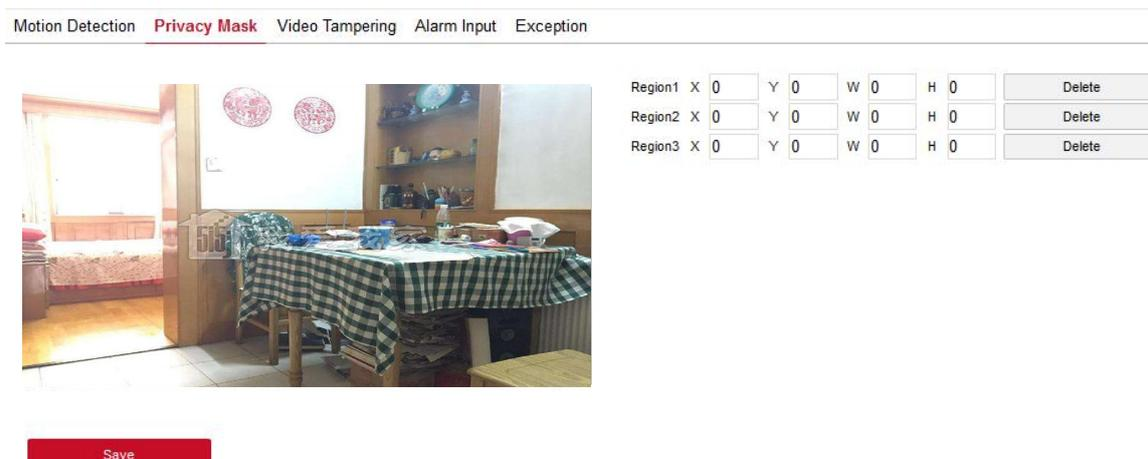 Motion Detection Privacy Mask Video Tampering Alarm Input Exception
Region1 X 0 Y 0 W 0 H 0 Delete
Region2 X 0 Y 0 W 0 H 0 Delete
Region3 X 0 Y 0 W 0 H 0 Delete
Save